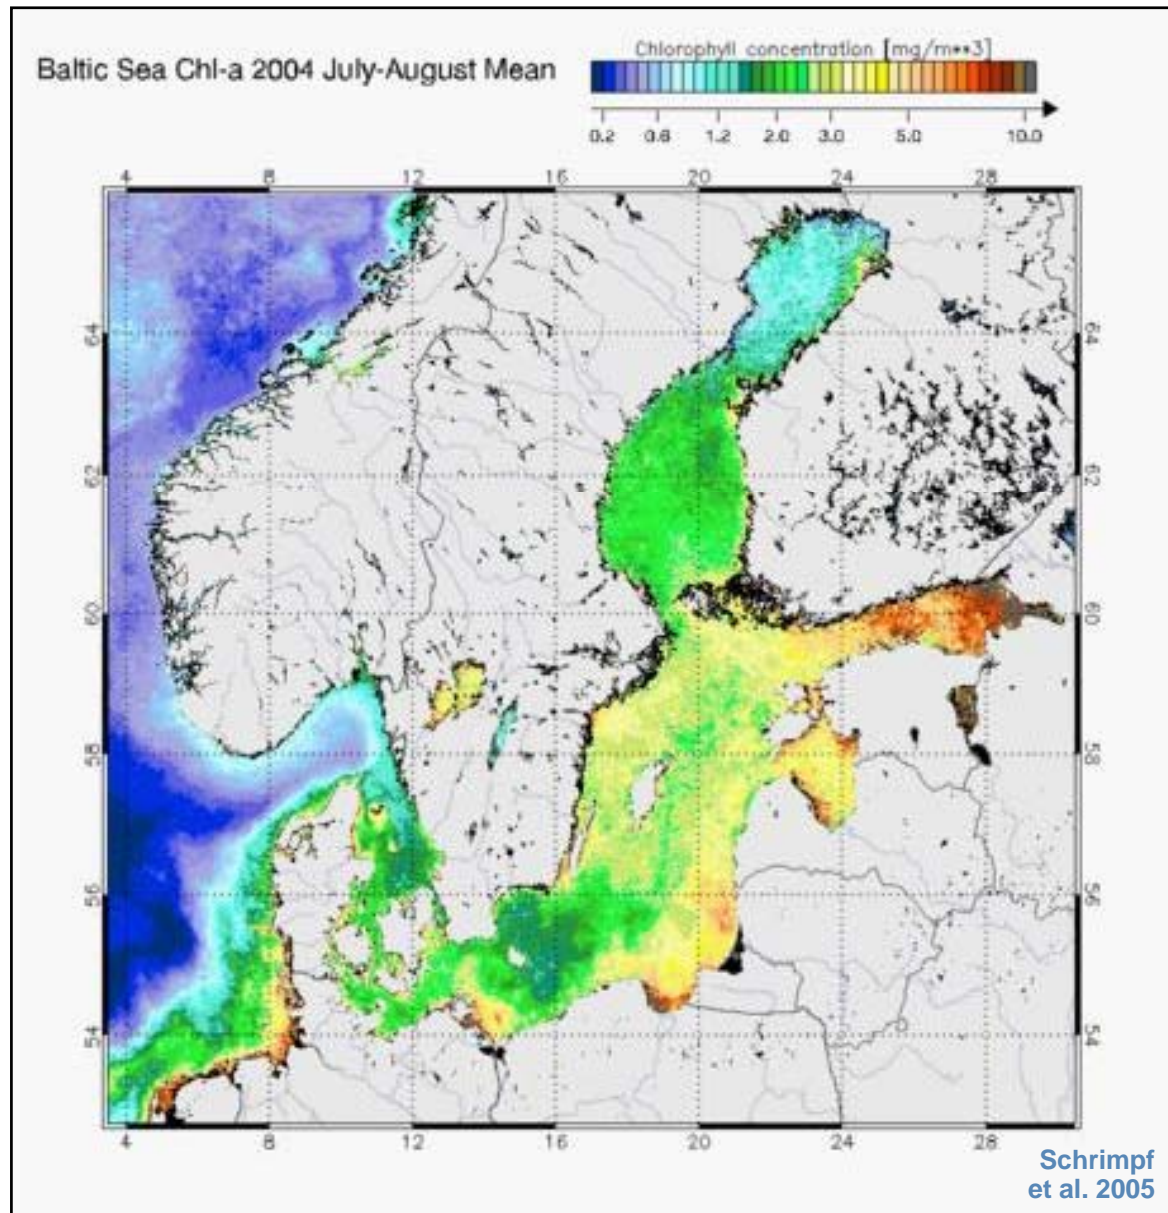 Chlorophyll concentration [mg/m**3]
Baltic Sea Chl-a 2004 July-August Mean
0.2 0.6 1.2 2.0 3.0 5.0 10.0
4 8 12 16 20 24 28
64 64
62 62
60 60
58 58
56 56
54 54
4 8 12 16 20 24 28
Schrimpf
et al. 2005